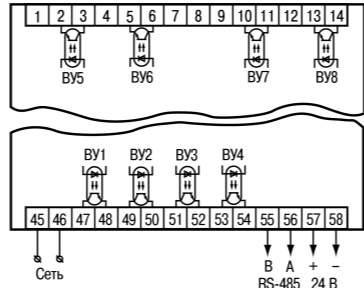 1 2 3 4 5 6 7 8 9 10 11 12 13 14
ВУ5 ВУ6 ВУ7 ВУ8
ВУ1 ВУ2 ВУ3 ВУ4
45 46 47 48 49 50 51 52 53 54 55 56 57 58
Сеть B A + −
RS-485 24 В